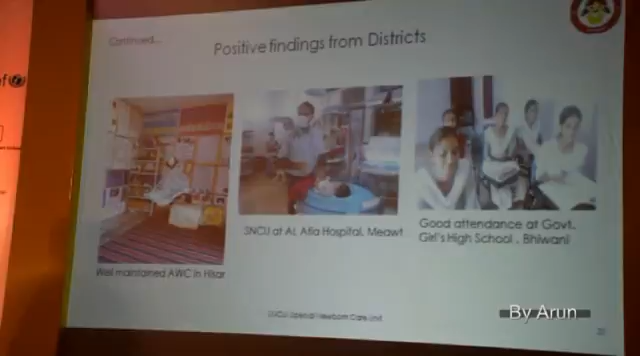 Continued...
Positive findings from Districts
SNCU at AL Afia Hospital, Meawt
Good attendance at Govt.
Girl's High School , Bhiwani
Well maintained AWC in Hisar
SNCU: Special Newborn Care Unit
By Arun